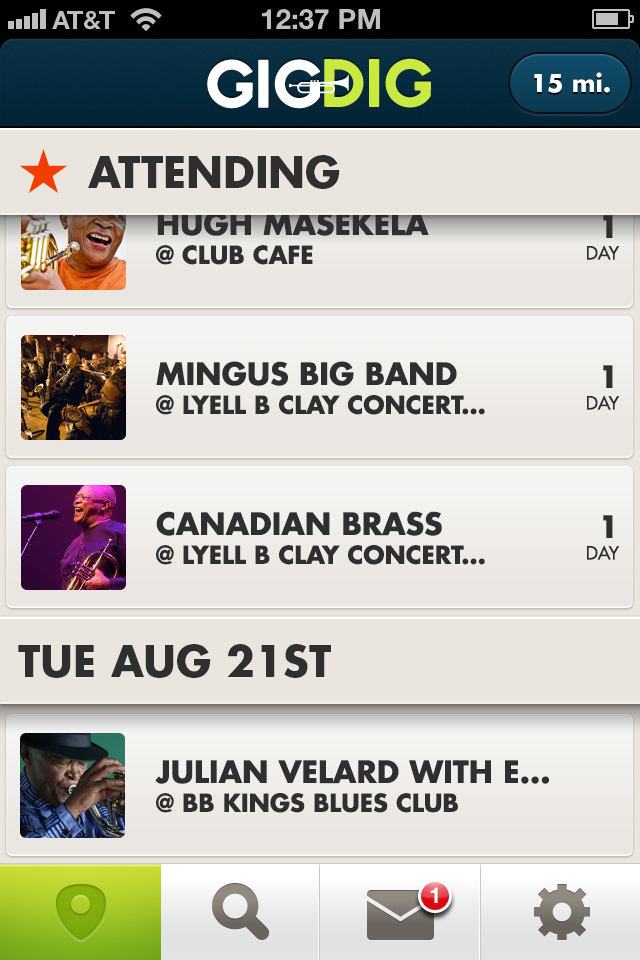 AT&T 12:37 PM
GIGDIG
15 mi.
ATTENDING
HUGH MASEKELA
@ CLUB CAFE
1
DAY
MINGUS BIG BAND
@ LYELL B CLAY CONCERT...
1
DAY
CANADIAN BRASS
@ LYELL B CLAY CONCERT...
1
DAY
TUE AUG 21ST
JULIAN VELARD WITH E...
@ BB KINGS BLUES CLUB
1